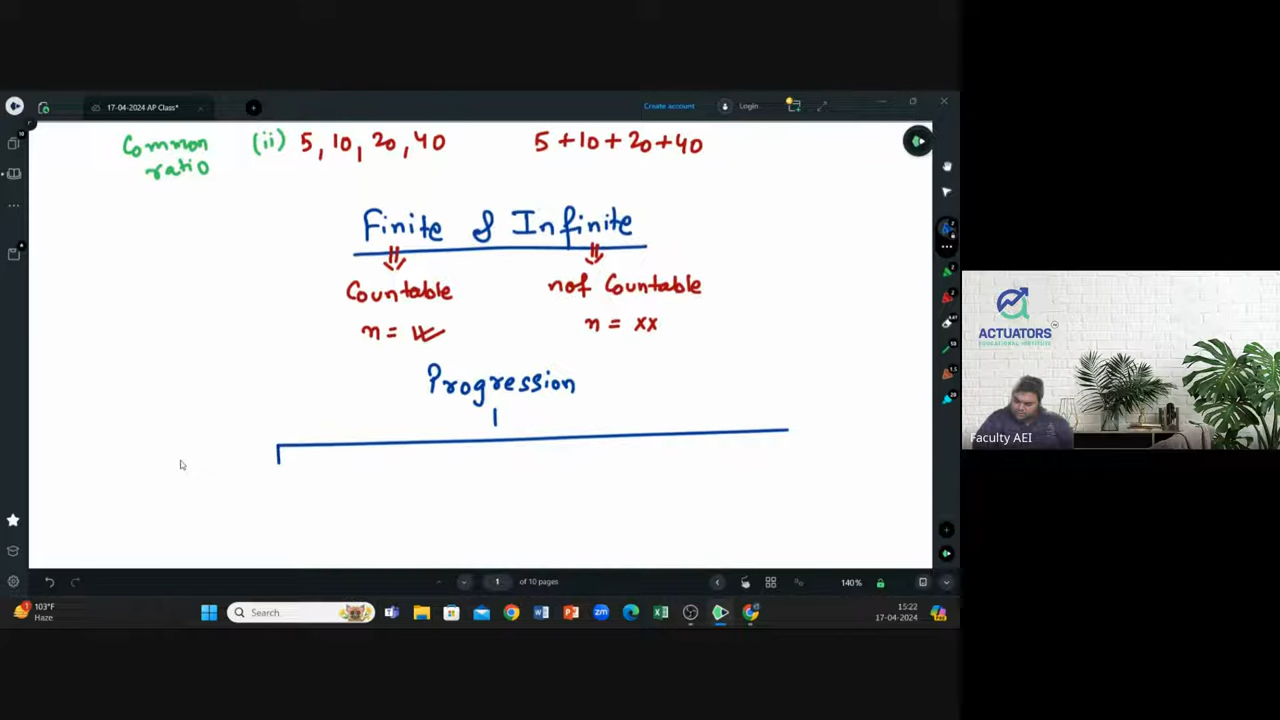 17-04-2024 AP Class*
Create account
Login
Common ratio
(ii) 5, 10, 20, 40
5 + 10 + 20 + 40
Finite & Infinite
Countable
not Countable
n =
n = xx
Progression
ACTUATORS
EDUCATIONAL INSTITUTE
Faculty AEI
1 of 10 pages
140%
103°F
Haze
Search
15:22
17-04-2024